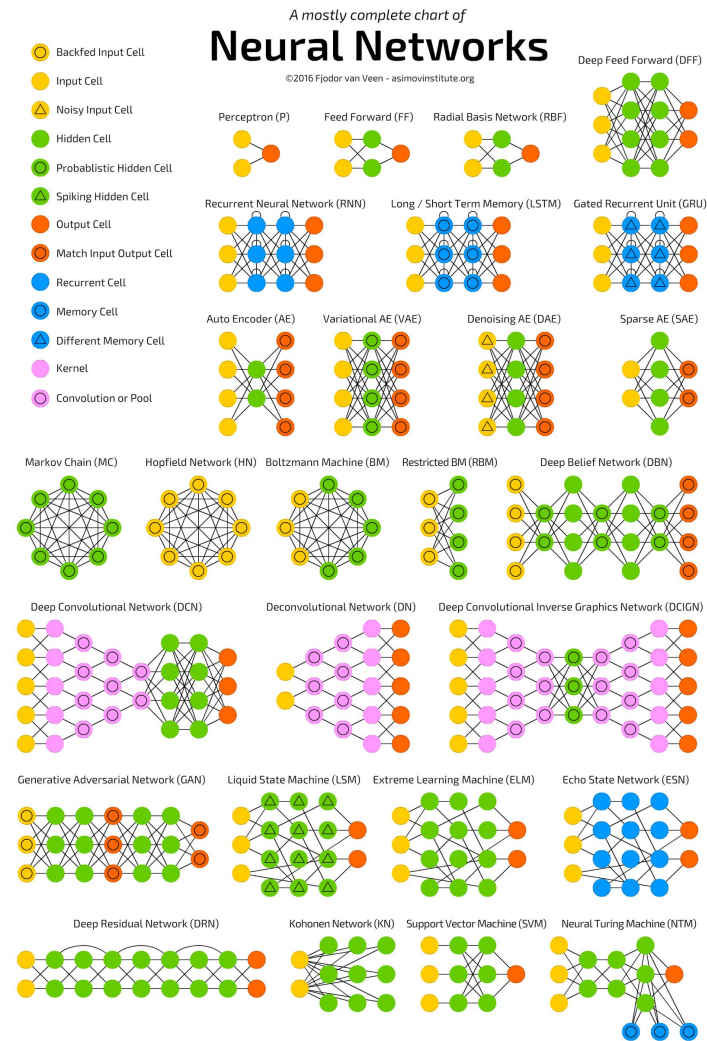 A mostly complete chart of
Neural Networks
©2016 Fjodor van Veen - asimovinstitute.org
Backfed Input Cell
Input Cell
Noisy Input Cell
Hidden Cell
Probablistic Hidden Cell
Spiking Hidden Cell
Output Cell
Match Input Output Cell
Recurrent Cell
Memory Cell
Different Memory Cell
Kernel
Convolution or Pool
Deep Feed Forward (DFF)
Perceptron (P)
Feed Forward (FF)
Radial Basis Network (RBF)
Recurrent Neural Network (RNN)
Long / Short Term Memory (LSTM)
Gated Recurrent Unit (GRU)
Auto Encoder (AE)
Variational AE (VAE)
Denoising AE (DAE)
Sparse AE (SAE)
Markov Chain (MC)
Hopfield Network (HN)
Boltzmann Machine (BM)
Restricted BM (RBM)
Deep Belief Network (DBN)
Deep Convolutional Network (DCN)
Deconvolutional Network (DN)
Deep Convolutional Inverse Graphics Network (DCIGN)
Generative Adversarial Network (GAN)
Liquid State Machine (LSM)
Extreme Learning Machine (ELM)
Echo State Network (ESN)
Deep Residual Network (DRN)
Kohonen Network (KN)
Support Vector Machine (SVM)
Neural Turing Machine (NTM)